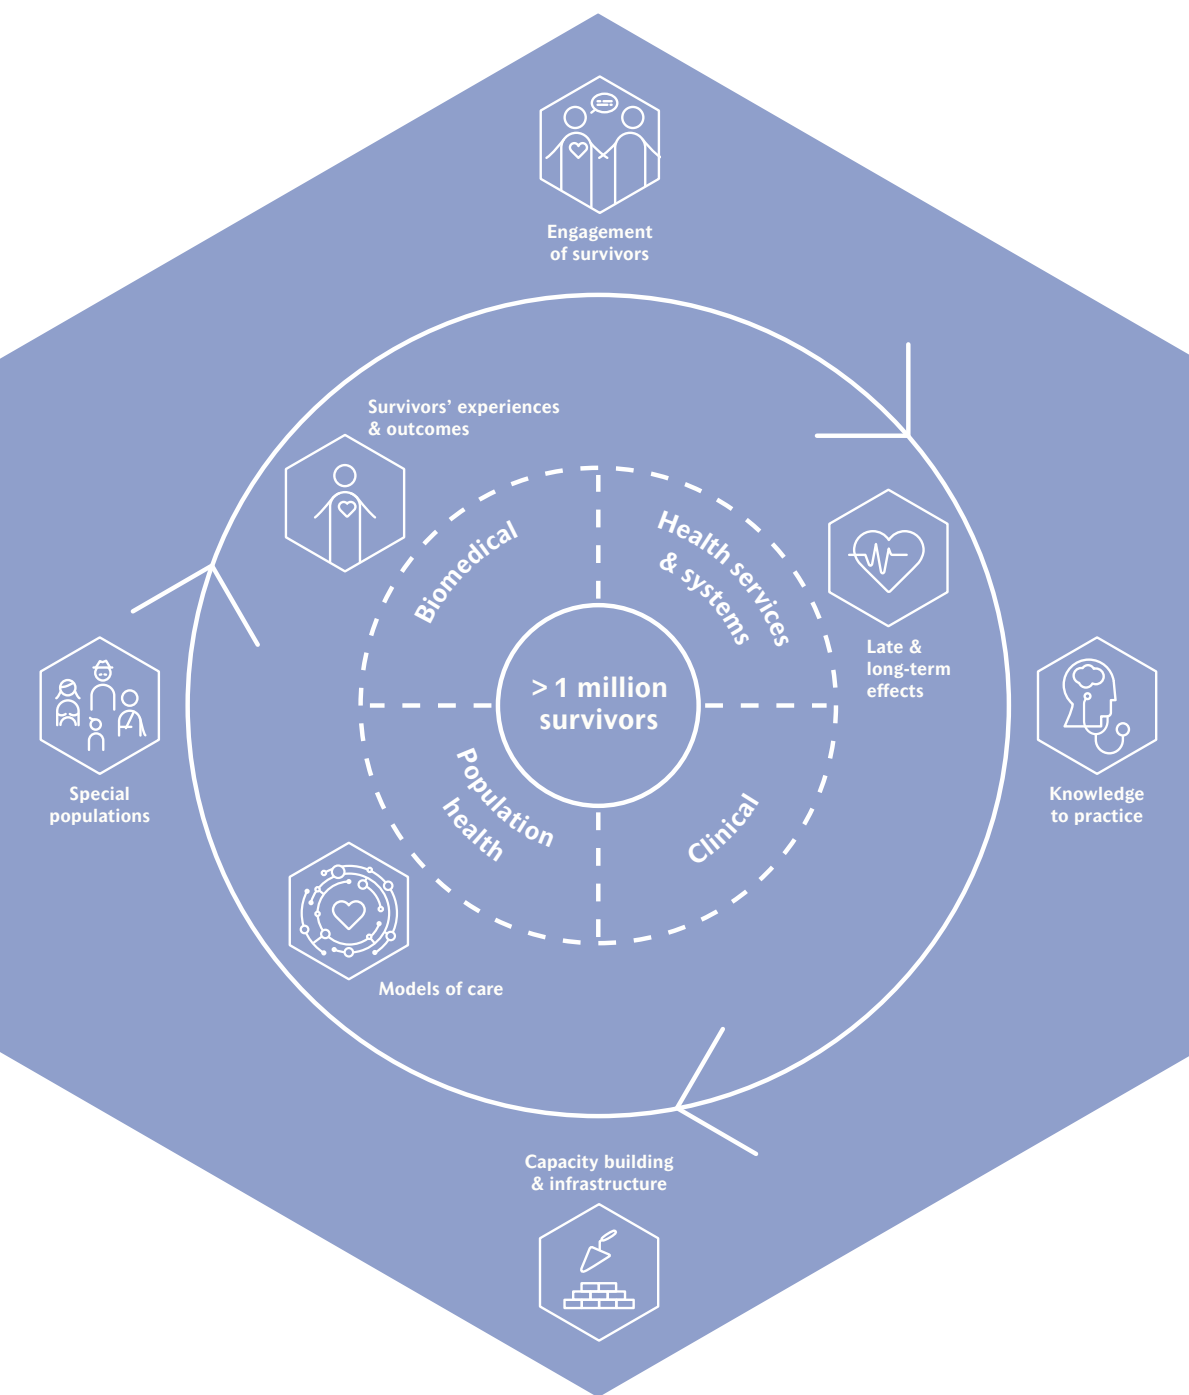 Engagement
of survivors
Survivors’ experiences
& outcomes
Biomedical
Health services
& systems
Late &
long-term
effects
> 1 million
survivors
Special
populations
Knowledge
to practice
Population
health
Clinical
Models of care
Capacity building
& infrastructure